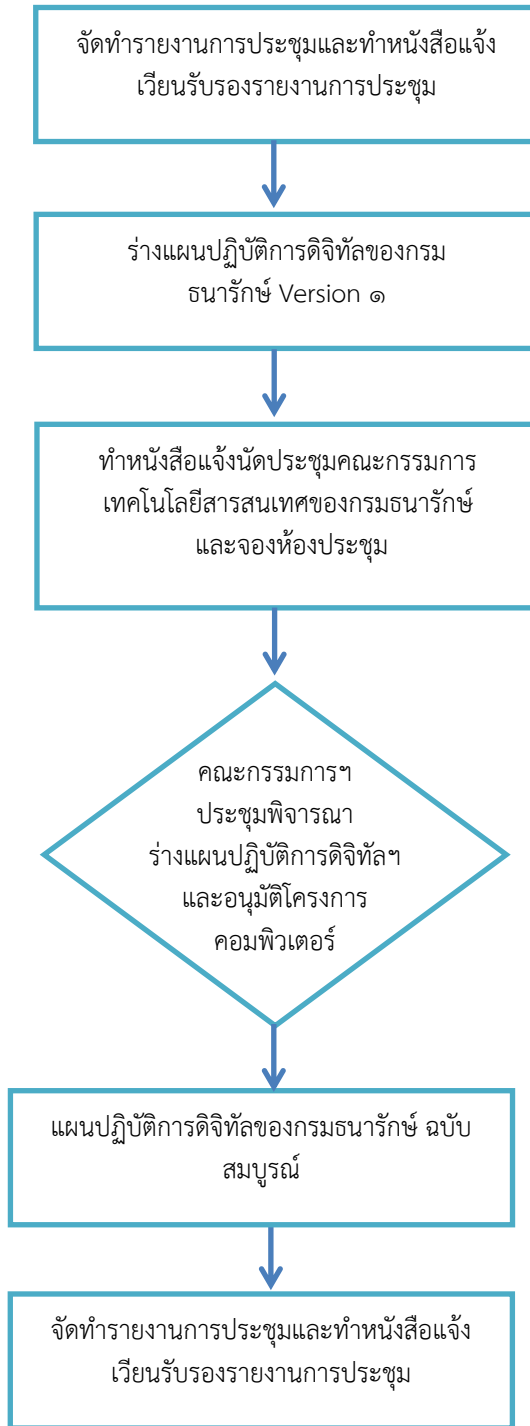 จัดทำรายงานการประชุมและทำหนังสือแจ้ง
เวียนรับรองรายงานการประชุม
ร่างแผนปฏิบัติการดิจิทัลของกรม
ธนารักษ์ Version ๑
ทำหนังสือแจ้งนัดประชุมคณะกรรมการ
เทคโนโลยีสารสนเทศของกรมธนารักษ์
และจองห้องประชุม
คณะกรรมการฯ
ประชุมพิจารณา
ร่างแผนปฏิบัติการดิจิทัลฯ
และอนุมัติโครงการ
คอมพิวเตอร์
แผนปฏิบัติการดิจิทัลของกรมธนารักษ์ ฉบับ
สมบูรณ์
จัดทำรายงานการประชุมและทำหนังสือแจ้ง
เวียนรับรองรายงานการประชุม